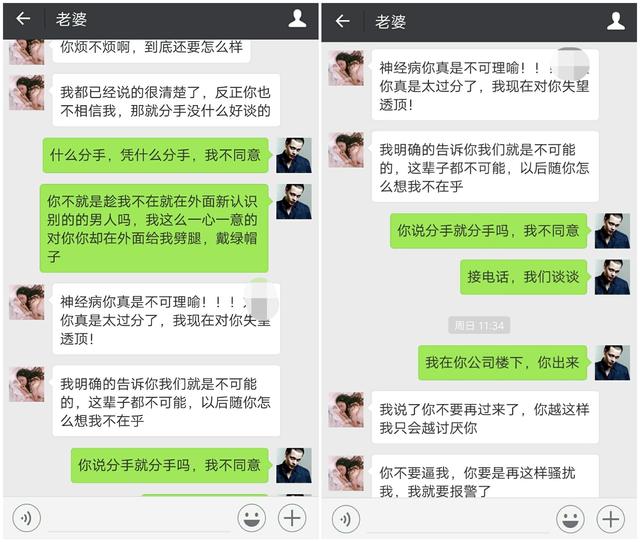 老婆
你烦不烦啊，到底还要怎么样
我都已经说的很清楚了，反正你也
不相信我，那就分手没什么好谈的
什么分手，凭什么分手，我不同意
你不就是趁我不在就在外面新认识
别的的男人吗，我这么一心一意的
对你你却在外面给我劈腿，戴绿帽
子
神经病你真是不可理喻！！！
你真是太过分了，我现在对你失望
透顶！
我明确的告诉你我们就是不可能
的，这辈子都不可能，以后随你怎
么想我不在乎
你说分手就分手吗，我不同意
老婆
神经病你真是不可理喻！！
你真是太过分了，我现在对你失望
透顶！
我明确的告诉你我们就是不可能
的，这辈子都不可能，以后随你怎
么想我不在乎
你说分手就分手吗，我不同意
接电话，我们谈谈
周日 11:34
我在你公司楼下，你出来
我说了你不要再过来了，你越这样
我只会越讨厌你
你不要逼我，你要是再这样骚扰
我，我就要报警了